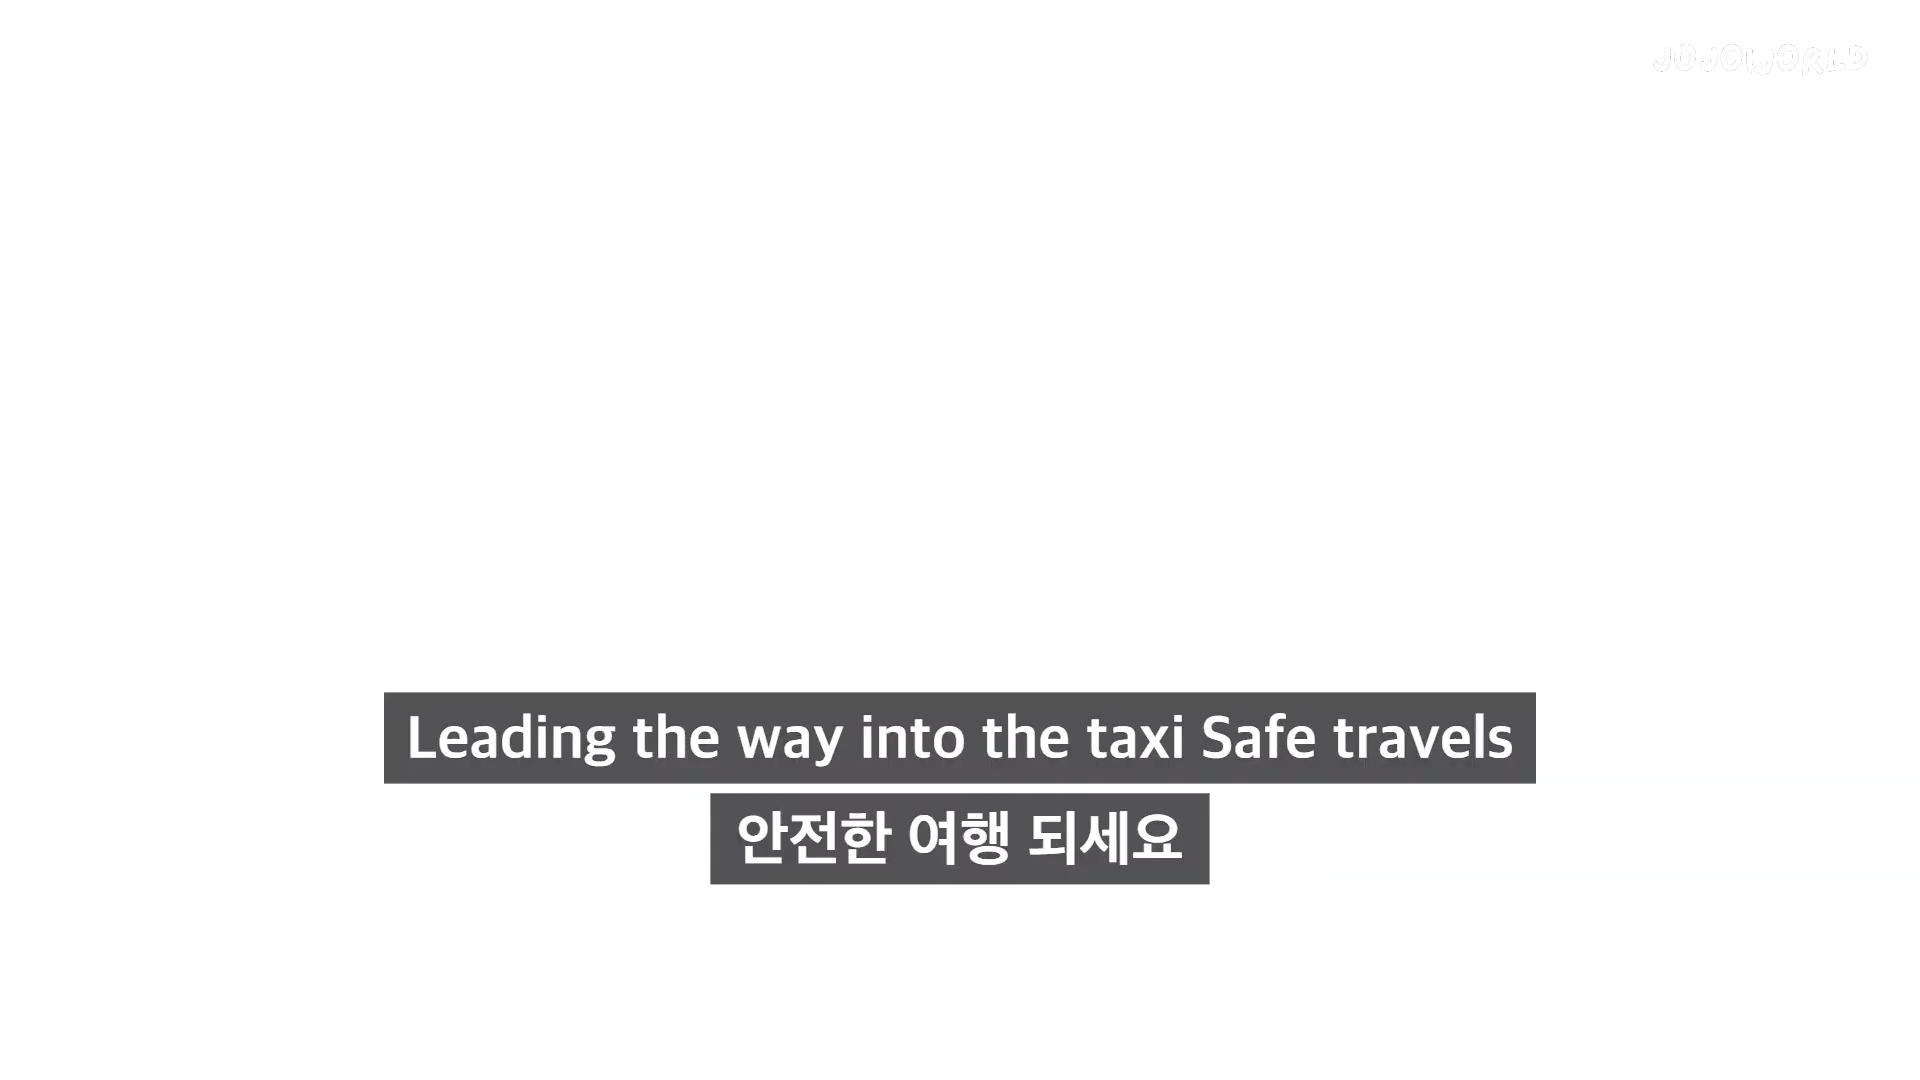 JOJOWORLD
Leading the way into the taxi Safe travels
안전한 여행 되세요